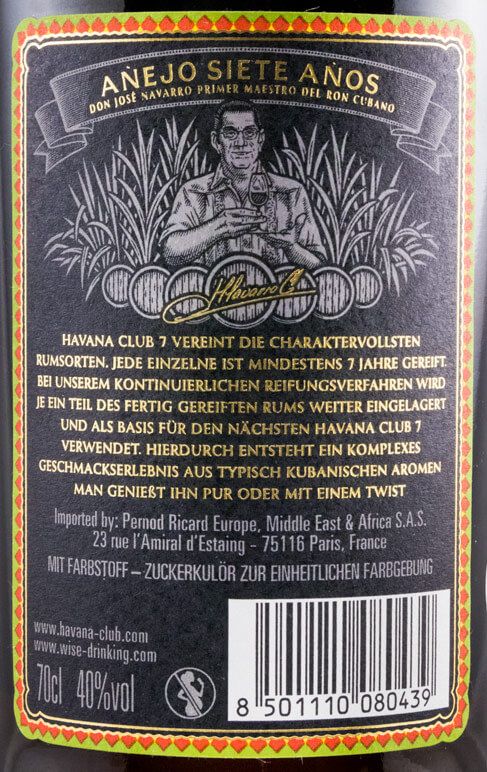 AÑEJO SIETE AÑOS
DON JOSÉ NAVARRO PRIMER MAESTRO DEL RON CUBANO
HAVANA CLUB 7 VEREINT DIE CHARAKTERVOLLSTEN
RUMSORTEN. JEDE EINZELNE IST MINDESTENS 7 JAHRE GEREIFT.
BEI UNSEREM KONTINUIERLICHEN REIFUNGSVERFAHREN WIRD
JE EIN TEIL DES FERTIG GEREIFTEN RUMS WEITER EINGELAGERT
UND ALS BASIS FÜR DEN NÄCHSTEN HAVANA CLUB 7
VERWENDET. HIERDURCH ENTSTEHT EIN KOMPLEXES
GESCHMACKSERLEBNIS AUS TYPISCH KUBANISCHEN AROMEN
MAN GENIEẞT IHN PUR ODER MIT EINEM TWIST
Imported by: Pernod Ricard Europe, Middle East & Africa S.A.S.
23 rue l'Amiral d'Estaing - 75116 Paris, France
MIT FARBSTOFF – ZUCKERKULÖR ZUR EINHEITLICHEN FARBGEBUNG
www.havana-club.com
www.wise-drinking.com
70cl 40%vol
8 501110 080439